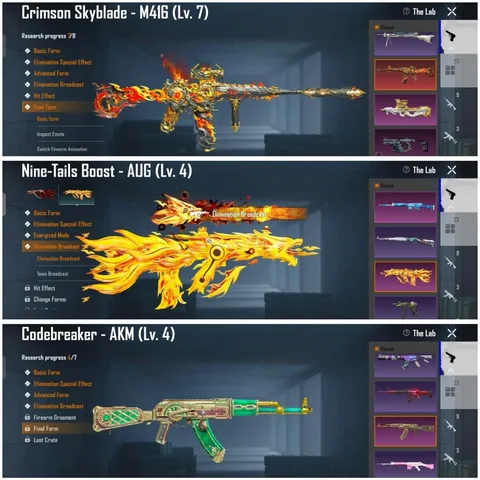 Crimson Skyblade - M416 (Lv. 7)
The Lab
Research progress 7/8
Basic Form
Elimination Special Effect
Advanced Form
Elimination Broadcast
Hit Effect
Final Form
Basic Form
Inspect Emote
Switch Firearm Animation
Nine-Tails Boost - AUG (Lv. 4)
The Lab
Basic Form
Elimination Special Effect
Energized Mode
Elimination Broadcast
Elimination Broadcast
Team Broadcast
Hit Effect
Change Forms
Elimination Broadcast
Codebreaker - AKM (Lv. 4)
The Lab
Research progress 4/7
Basic Form
Elimination Special Effect
Advanced Form
Elimination Broadcast
Firearm Ornament
Final Form
Loot Crate